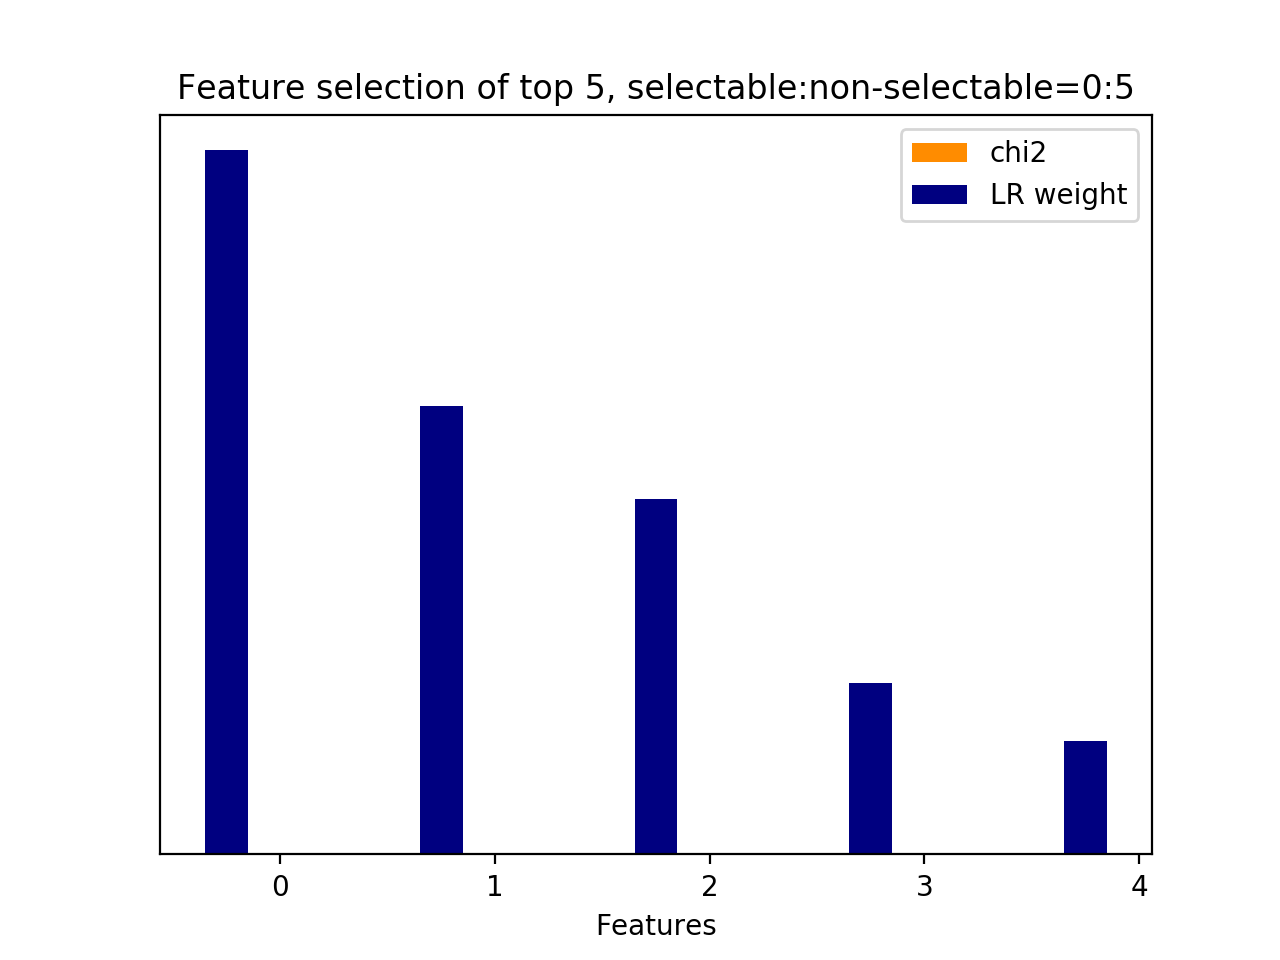 Feature selection of top 5, selectable:non-selectable=0:5
chi2
LR weight
0 1 2 3 4
Features